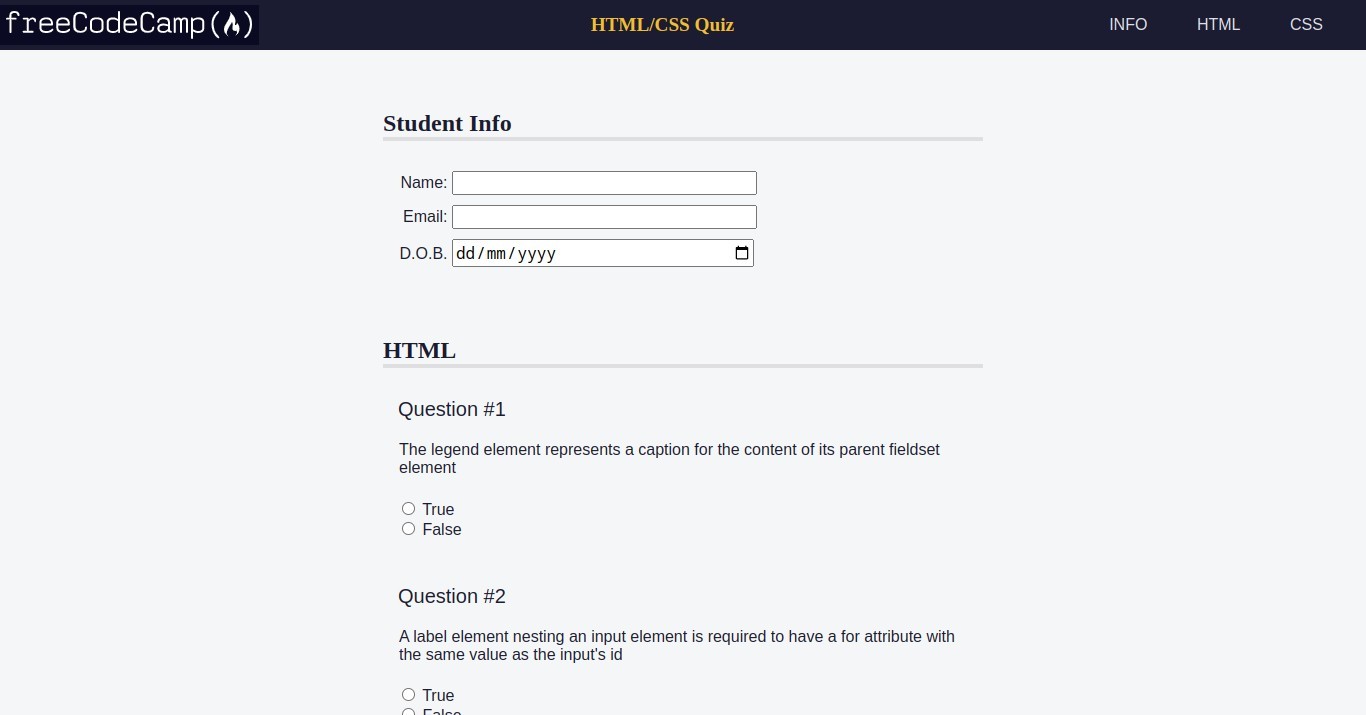 freeCodeCamp(🔥)
HTML/CSS Quiz
INFO
HTML
CSS
Student Info
Name:
Email:
D.O.B.
dd/mm/yyyy
HTML
Question #1
The legend element represents a caption for the content of its parent fieldset
element
True
False
Question #2
A label element nesting an input element is required to have a for attribute with
the same value as the input's id
True
False